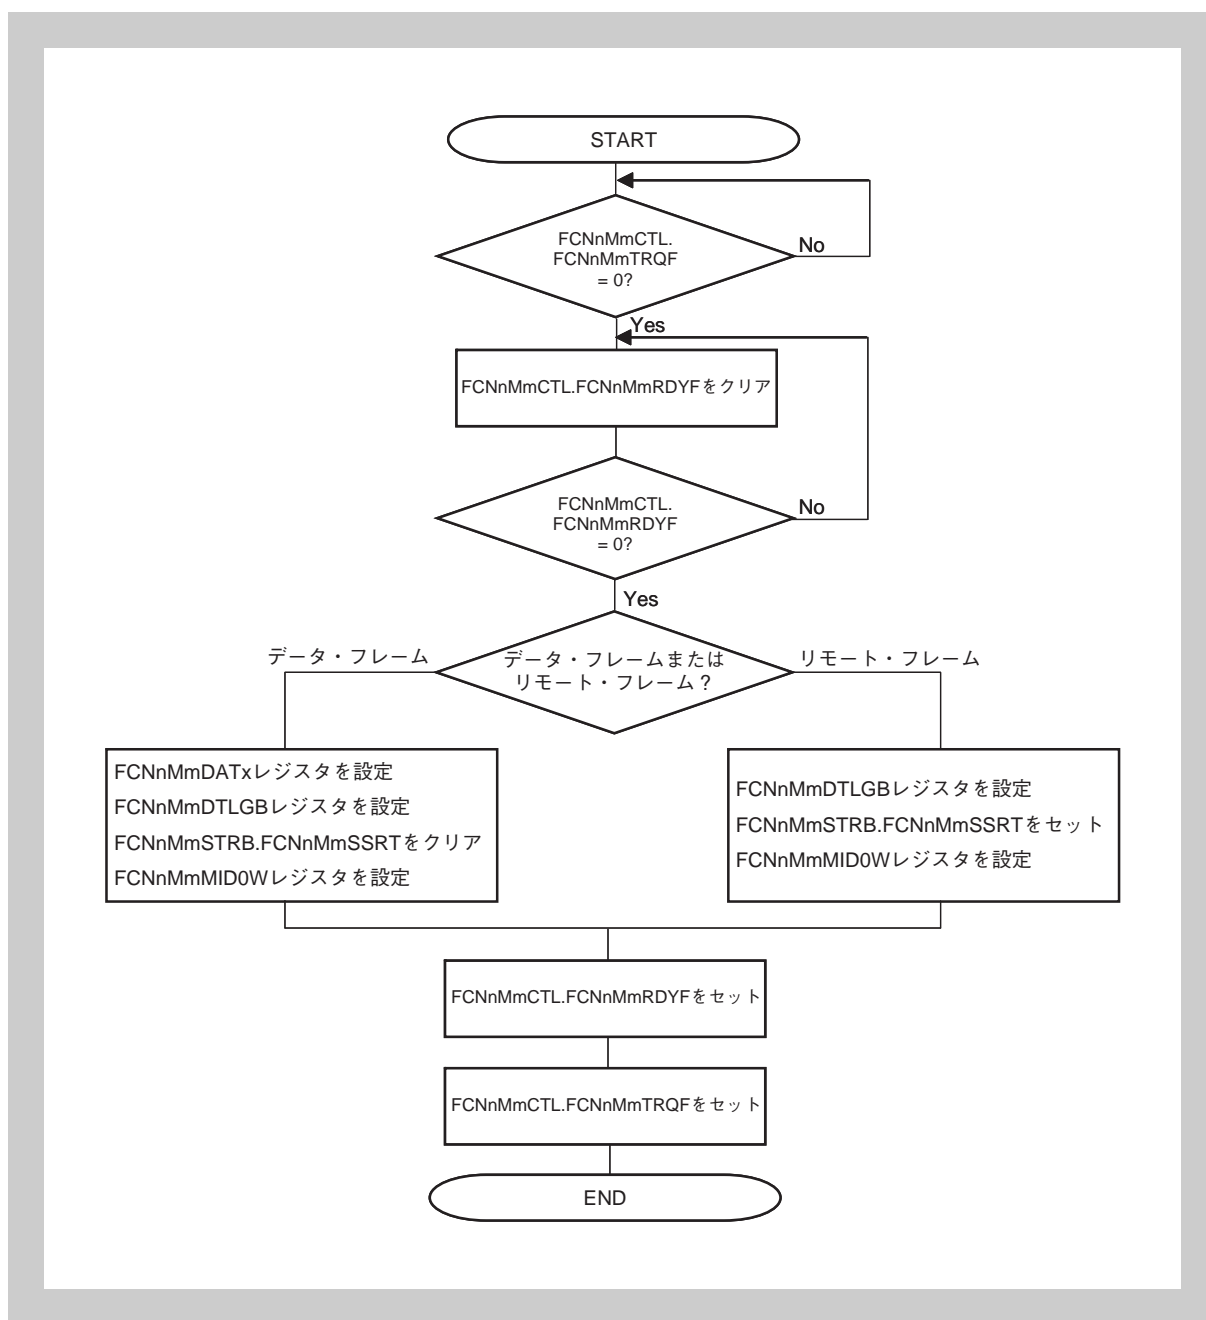 START
FCNnMmCTL.
FCNnMmTRQF
= 0?
No
Yes
FCNnMmCTL.FCNnMmRDYFをクリア
FCNnMmCTL.
FCNnMmRDYF
= 0?
No
Yes
データ・フレーム
データ・フレームまたは
リモート・フレーム？
リモート・フレーム
FCNnMmDATxレジスタを設定
FCNnMmDTLGBレジスタを設定
FCNnMmSTRB.FCNnMmSSRTをクリア
FCNnMmMID0Wレジスタを設定
FCNnMmDTLGBレジスタを設定
FCNnMmSTRB.FCNnMmSSRTをセット
FCNnMmMID0Wレジスタを設定
FCNnMmCTL.FCNnMmRDYFをセット
FCNnMmCTL.FCNnMmTRQFをセット
END